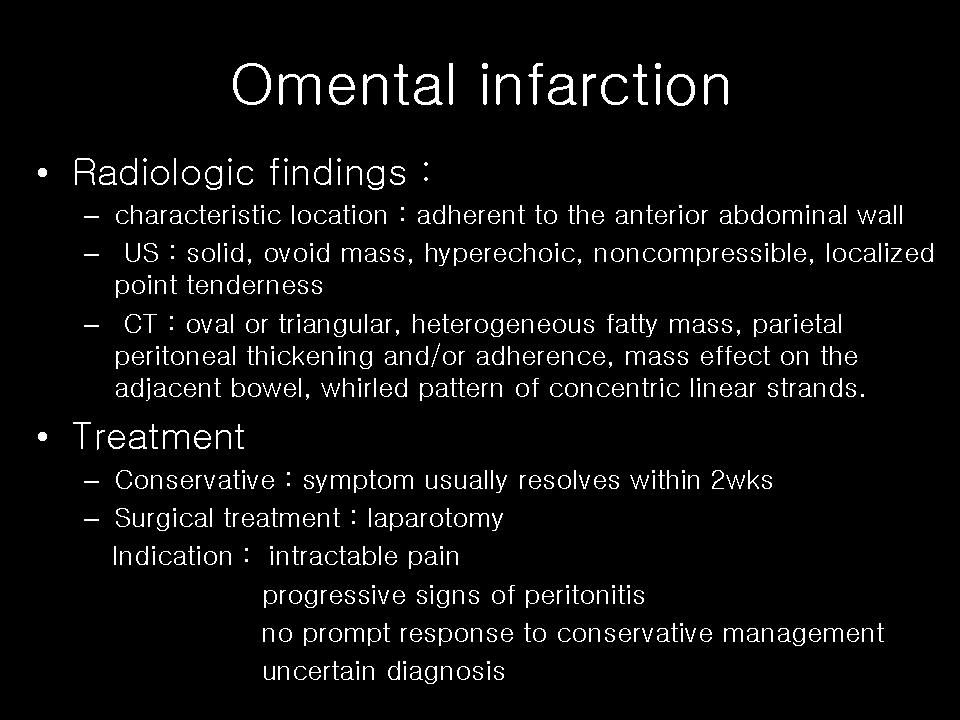 Omental infarction
• Radiologic findings :
– characteristic location : adherent to the anterior abdominal wall
– US : solid, ovoid mass, hyperechoic, noncompressible, localized
point tenderness
– CT : oval or triangular, heterogeneous fatty mass, parietal
peritoneal thickening and/or adherence, mass effect on the
adjacent bowel, whirled pattern of concentric linear strands.
• Treatment
– Conservative : symptom usually resolves within 2wks
– Surgical treatment : laparotomy
Indication : intractable pain
progressive signs of peritonitis
no prompt response to conservative management
uncertain diagnosis